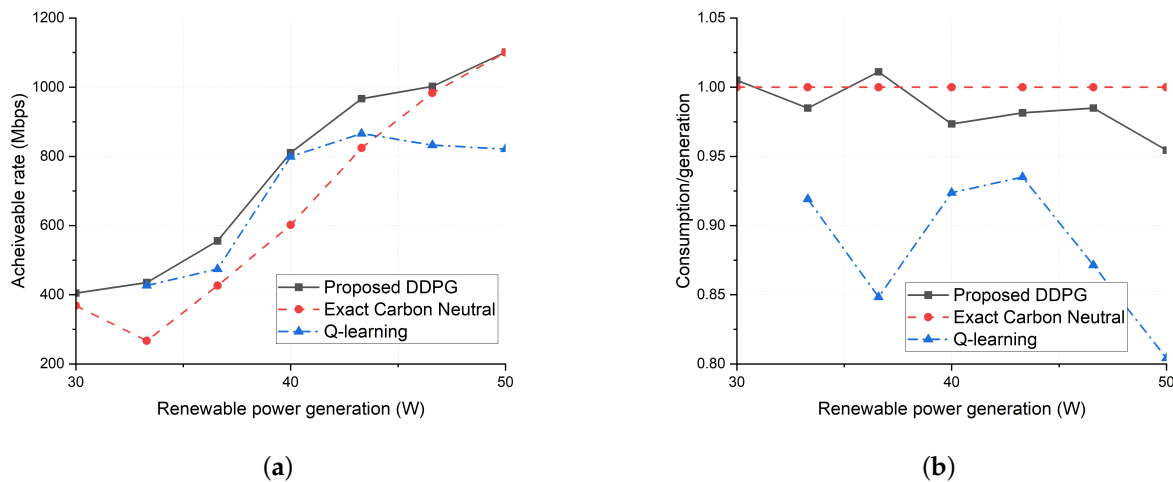 1200
1000
800
600
400
200
30
40
50
Acheiveable rate (Mbps)
Renewable power generation (W)
Proposed DDPG
Exact Carbon Neutral
Q-learning
(a)
1.05
1.00
0.95
0.90
0.85
0.80
30
40
50
Consumption/generation
Renewable power generation (W)
Proposed DDPG
Exact Carbon Neutral
Q-learning
(b)